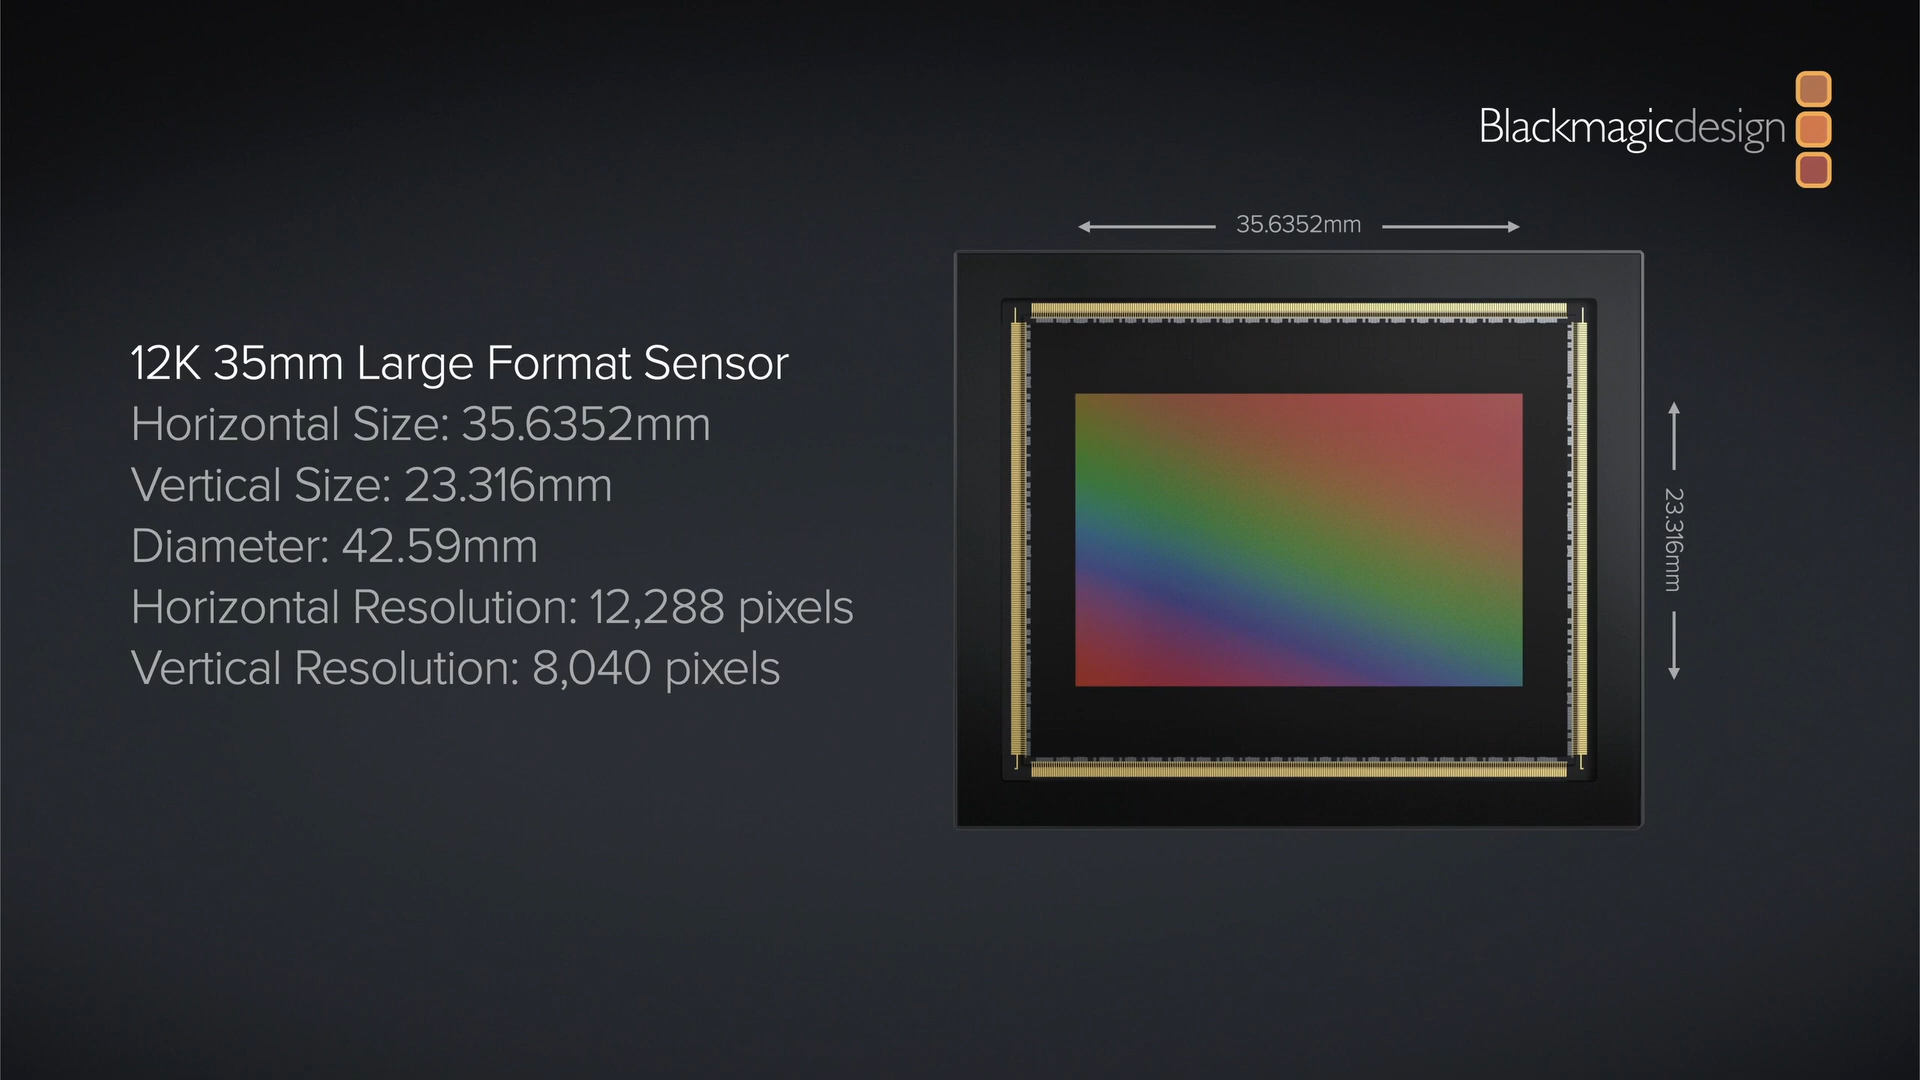 Blackmagicdesign
35.6352mm
12K 35mm Large Format Sensor
Horizontal Size: 35.6352mm
Vertical Size: 23.316mm
Diameter: 42.59mm
Horizontal Resolution: 12,288 pixels
Vertical Resolution: 8,040 pixels
23.316mm